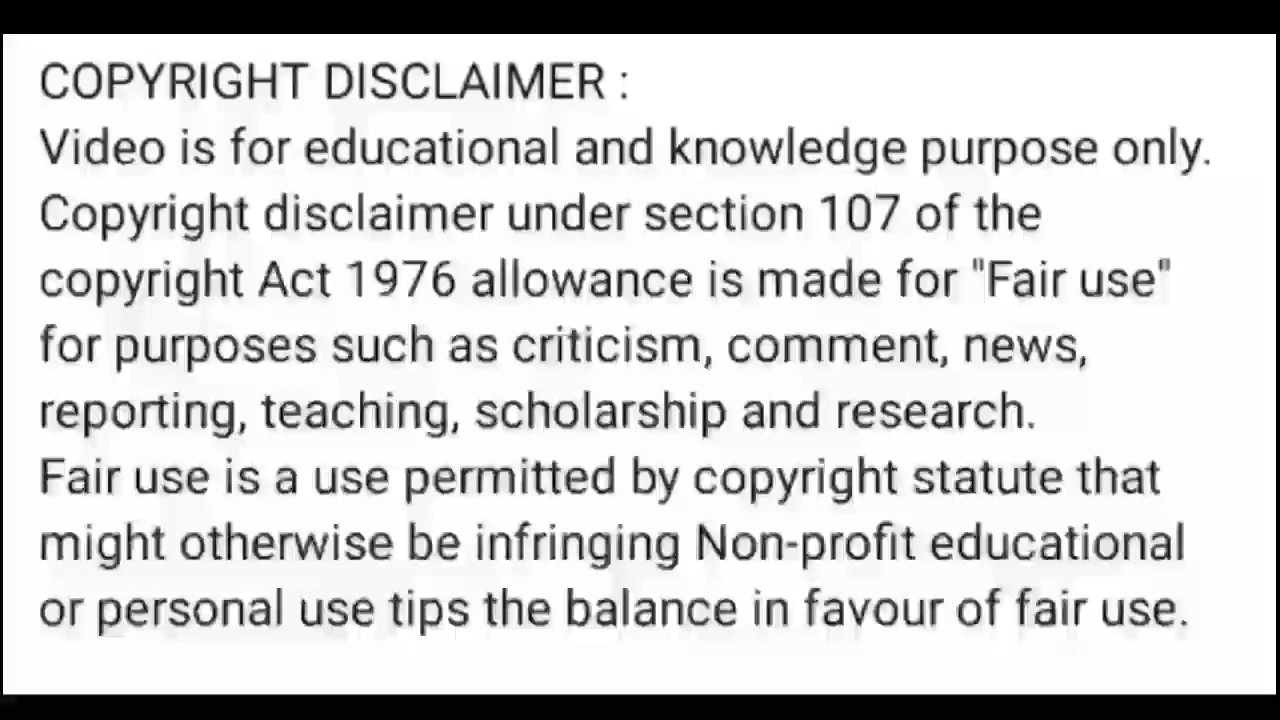 COPYRIGHT DISCLAIMER :
Video is for educational and knowledge purpose only.
Copyright disclaimer under section 107 of the
copyright Act 1976 allowance is made for "Fair use"
for purposes such as criticism, comment, news,
reporting, teaching, scholarship and research.
Fair use is a use permitted by copyright statute that
might otherwise be infringing Non-profit educational
or personal use tips the balance in favour of fair use.